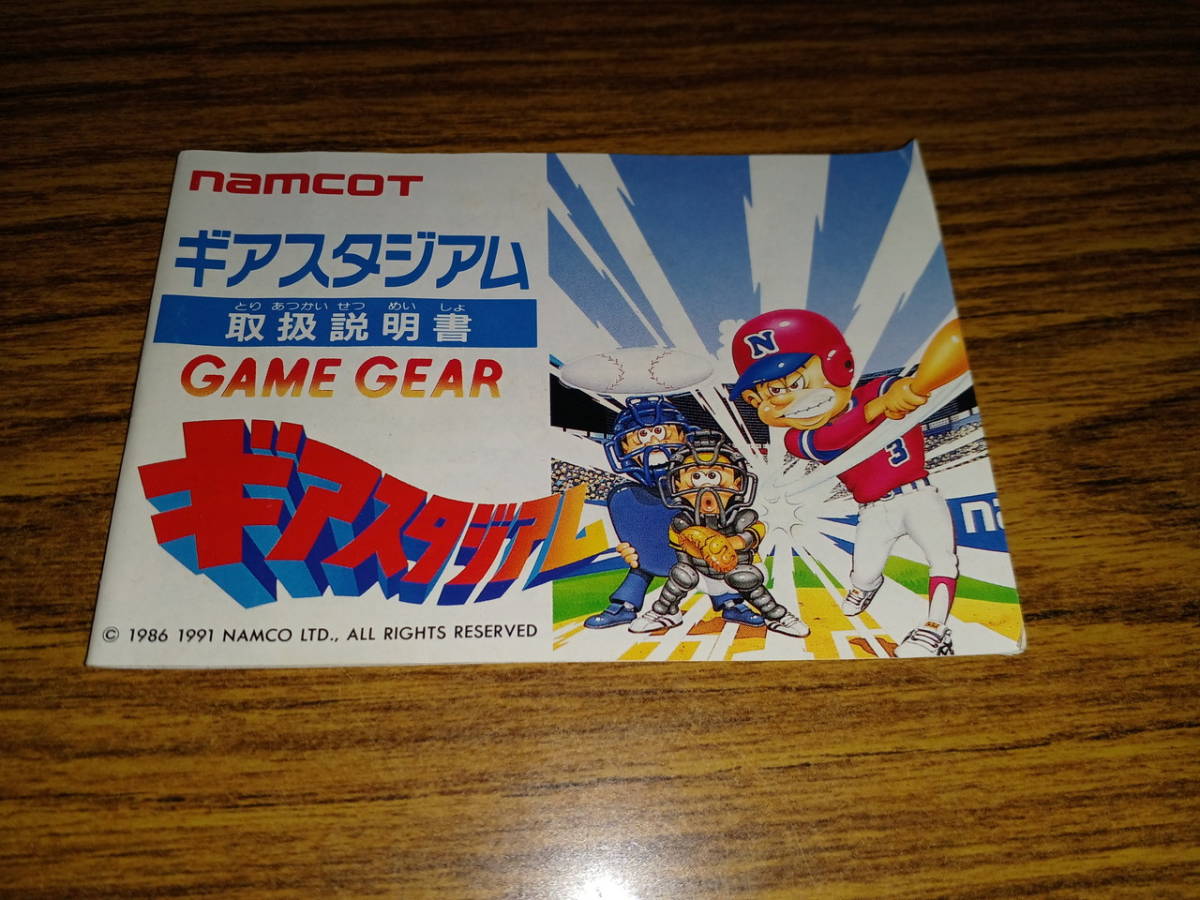 namcoT
ギアスタジアム
とり あつかい せつ めい しょ
取扱説明書
GAME GEAR
ギアスタジアム
© 1986 1991 NAMCO LTD., ALL RIGHTS RESERVED
N
3
na